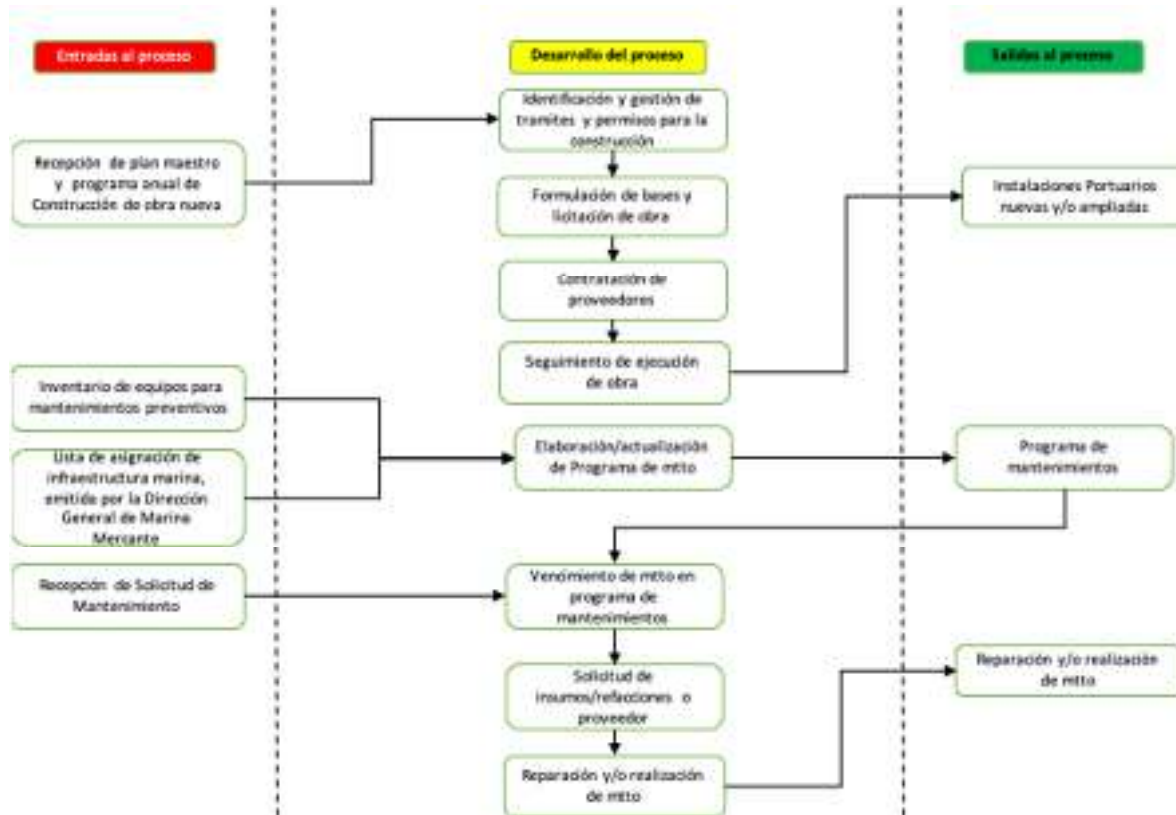 Entradas al proceso
Desarrollo del proceso
Salidas al proceso
Identificación y gestión de
tramites y permisos para la
construcción
Recepción de plan maestro
y programa anual de
Construcción de obra nueva
Formulación de bases y
licitación de obra
Instalaciones Portuarios
nuevas y/o ampliadas
Contratación de
proveedores
Seguimiento de ejecución
de obra
Inventario de equipos para
mantenimientos preventivos
Lista de asignación de
infraestructura marina,
emitida por la Dirección
General de Marina
Mercante
Elaboración/actualización
de Programa de mtto
Programa de
mantenimientos
Recepción de Solicitud de
Mantenimiento
Vencimiento de mtto en
programa de
mantenimientos
Solicitud de
insumos/refacciones o
proveedor
Reparación y/o realización
de mtto
Reparación y/o realización
de mtto